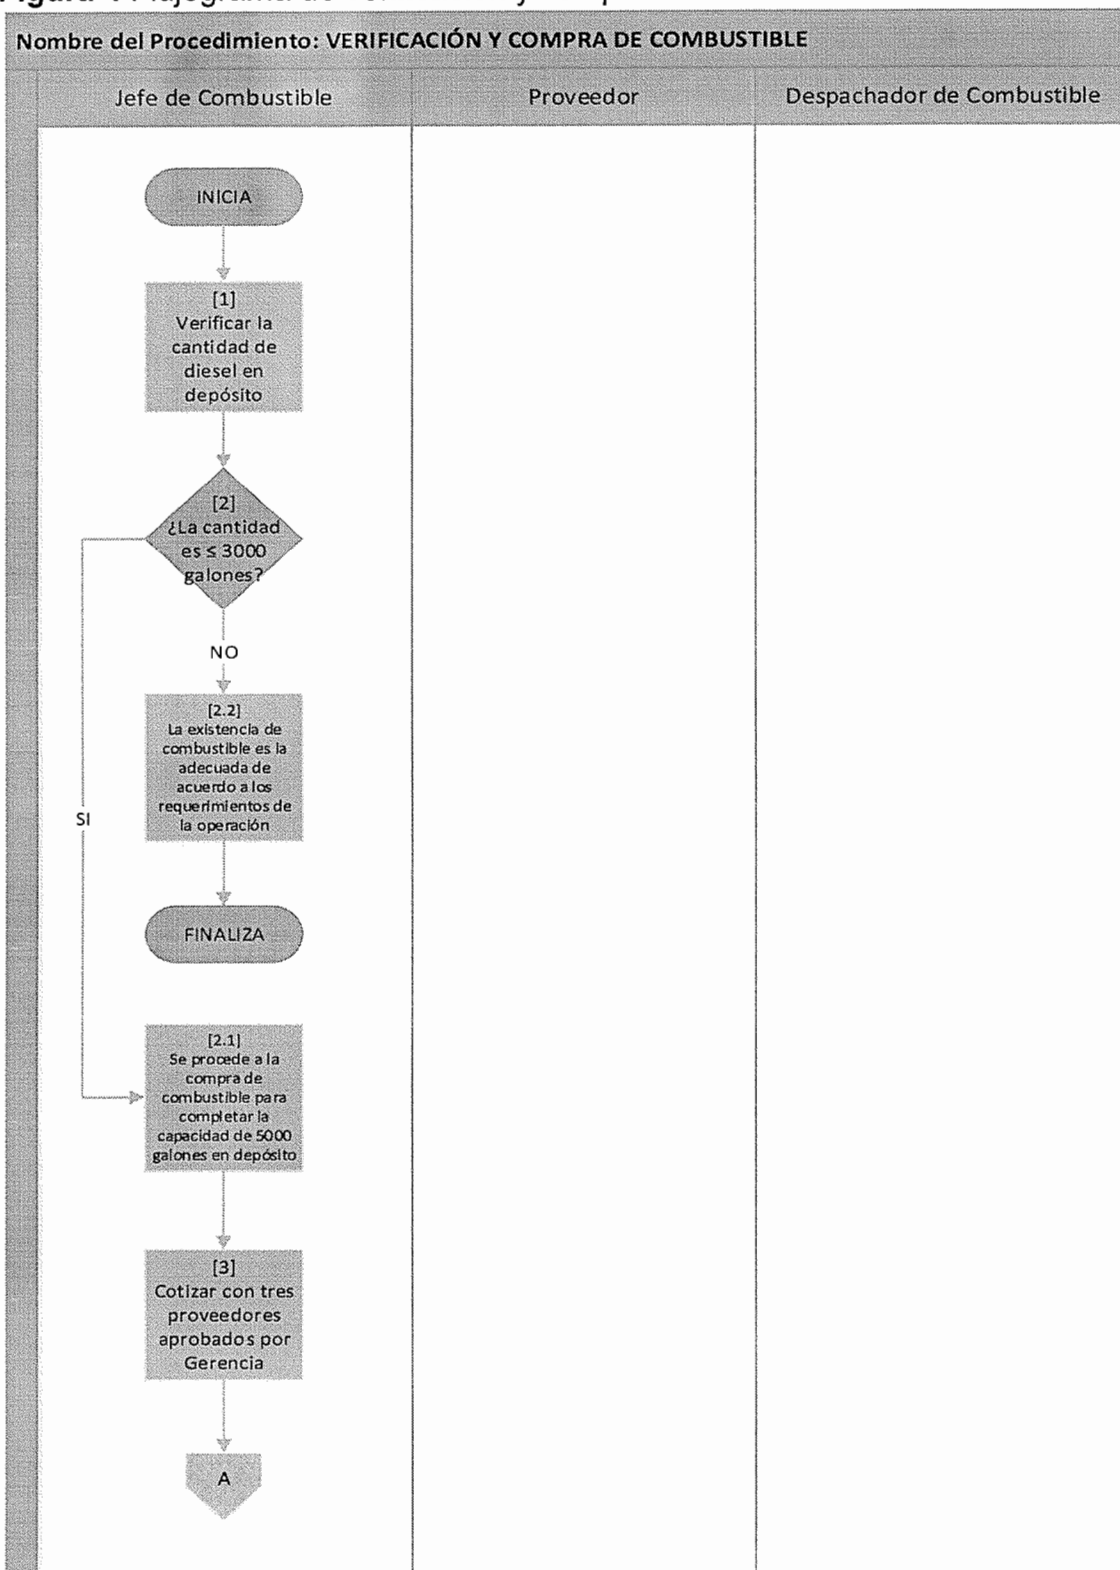 Nombre del Procedimiento: VERIFICACIÓN Y COMPRA DE COMBUSTIBLE
Jefe de Combustible
Proveedor
Despachador de Combustible
INICIA
[1]
Verificar la
cantidad de
diesel en
depósito
[2]
¿La cantidad
es ≤ 3000
galones?
NO
[2.2]
La existencia de
combustible es la
adecuada de
acuerdo a los
requerimientos de
la operación
SI
FINALIZA
[2.1]
Se procede a la
compra de
combustible para
completar la
capacidad de 5000
galones en depósito
[3]
Cotizar con tres
proveedores
aprobados por
Gerencia
A